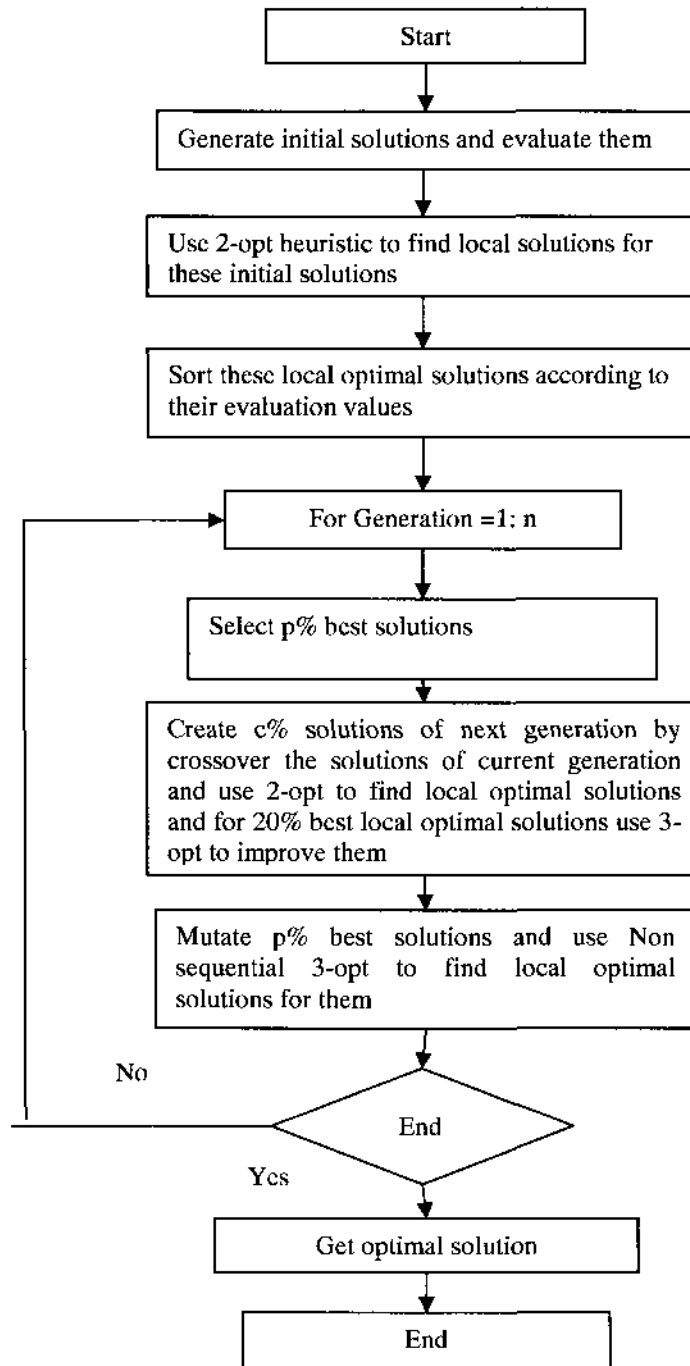 Start
Generate initial solutions and evaluate them
Use 2-opt heuristic to find local solutions for
these initial solutions
Sort these local optimal solutions according to
their evaluation values
For Generation =1: n
Select p% best solutions
Create c% solutions of next generation by
crossover the solutions of current generation
and use 2-opt to find local optimal solutions
and for 20% best local optimal solutions use 3-
opt to improve them
Mutate p% best solutions and use Non
sequential 3-opt to find local optimal
solutions for them
No
End
Yes
Get optimal solution
End